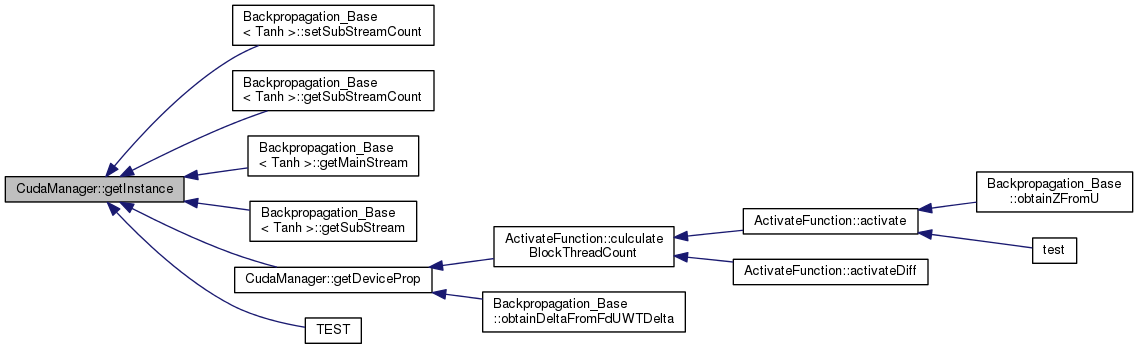 Backpropagation_Base
< Tanh >::setSubStreamCount
Backpropagation_Base
< Tanh >::getSubStreamCount
Backpropagation_Base
< Tanh >::getMainStream
CudaManager::getInstance
Backpropagation_Base
< Tanh >::getSubStream
CudaManager::getDeviceProp
TEST
ActivateFunction::culculate
BlockThreadCount
Backpropagation_Base
::obtainDeltaFromFdUWTDelta
ActivateFunction::activate
ActivateFunction::activateDiff
Backpropagation_Base
::obtainZFromU
test